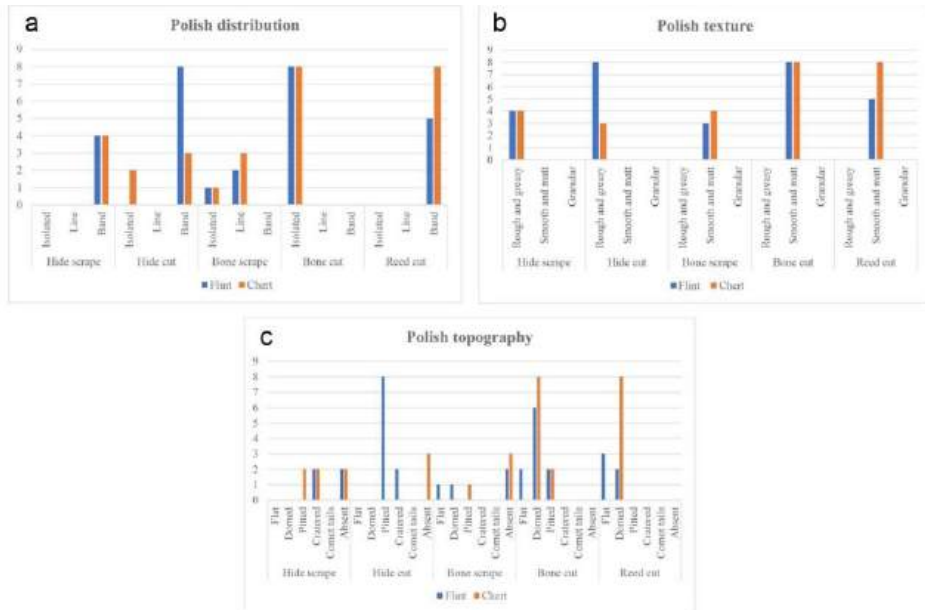 a
Polish distribution
9
8
7
6
5
4
3
2
1
0
Isolated
Line
Band
Isolated
Line
Band
Isolated
Line
Band
Isolated
Line
Band
Isolated
Line
Band
Hide scrape
Hide cut
Bone scrape
Bone cut
Reed cut
Flint
Chert
b
Polish texture
9
8
7
6
5
4
3
2
1
0
Rough and greasy
Smooth and matt
Granular
Rough and greasy
Smooth and matt
Granular
Rough and greasy
Smooth and matt
Granular
Rough and greasy
Smooth and matt
Granular
Rough and greasy
Smooth and matt
Granular
Hide scrape
Hide cut
Bone scrape
Bone cut
Reed cut
Flint
Chert
c
Polish topography
9
8
7
6
5
4
3
2
1
0
Flat
Domed
Pitted
Cratered
Comet tails
Absent
Flat
Domed
Pitted
Cratered
Comet tails
Absent
Flat
Domed
Pitted
Cratered
Comet tails
Absent
Flat
Domed
Pitted
Cratered
Comet tails
Absent
Flat
Domed
Pitted
Cratered
Comet tails
Absent
Hide scrape
Hide cut
Bone scrape
Bone cut
Reed cut
Flint
Chert